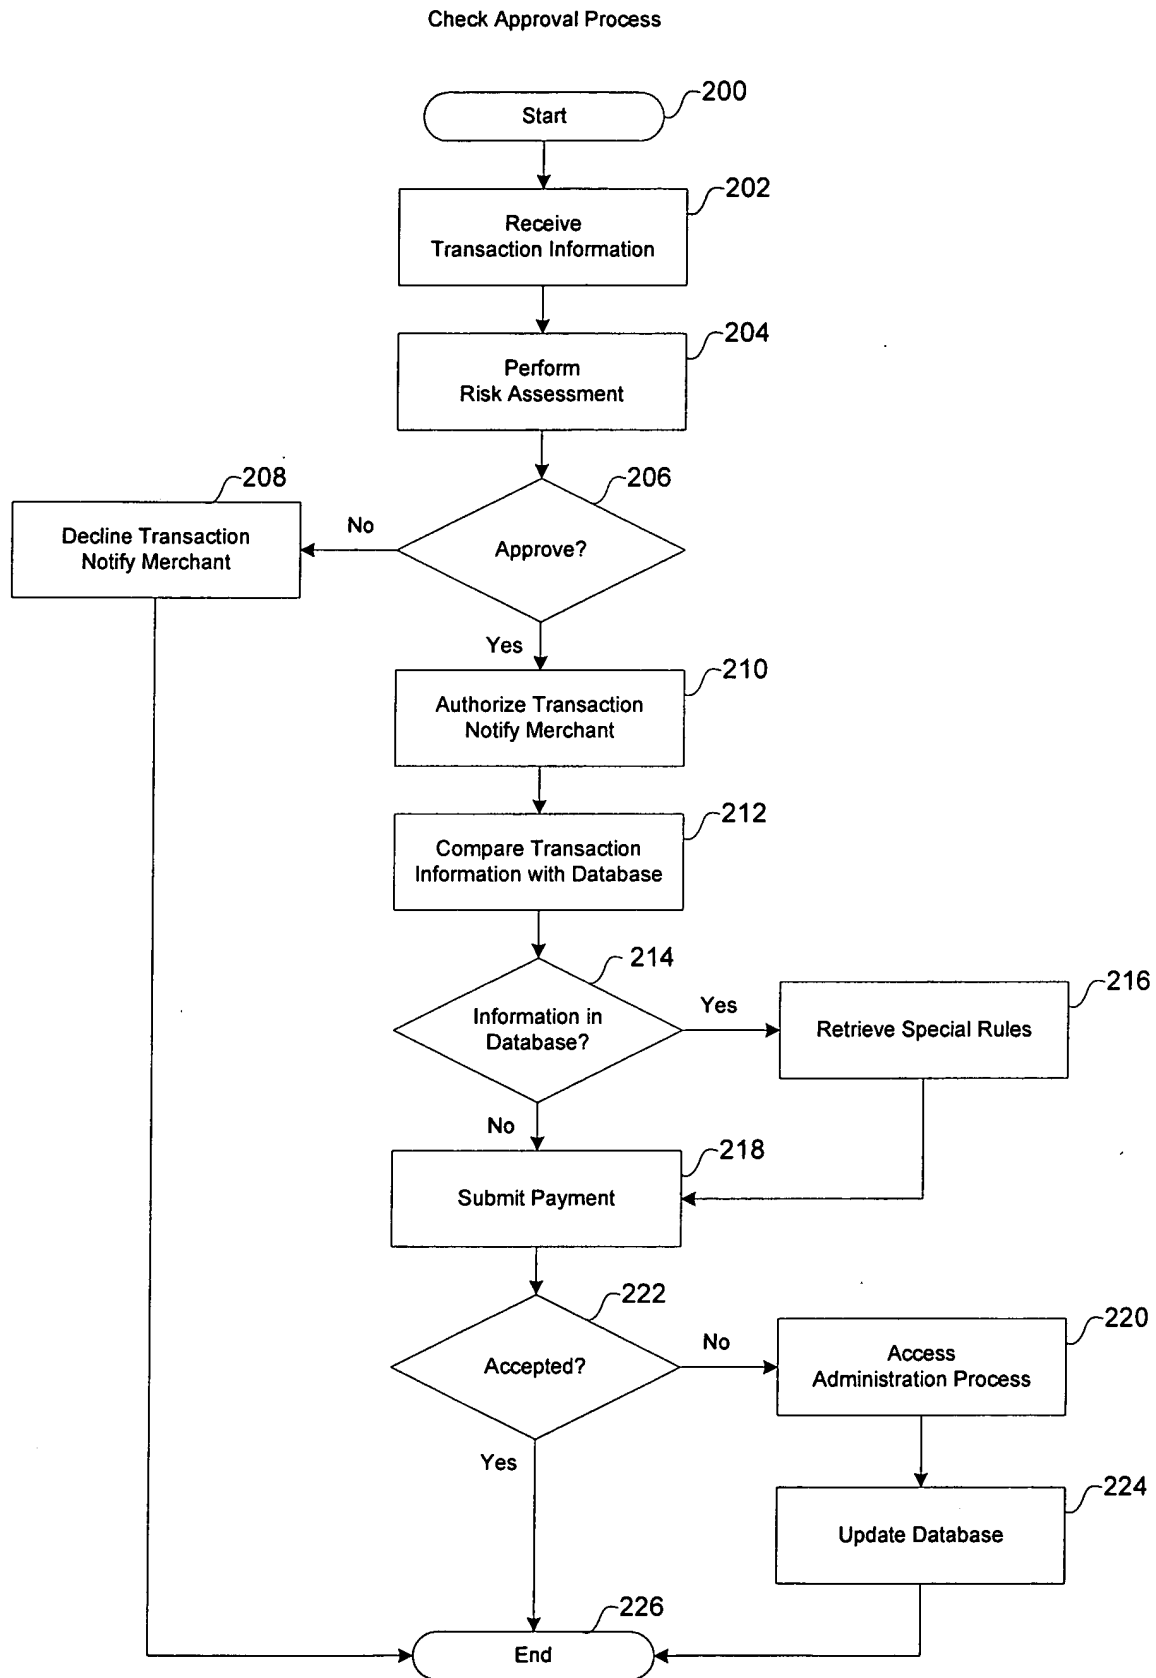 Check Approval Process
200
Start
202
Receive
Transaction Information
204
Perform
Risk Assessment
206
Approve?
No
208
Decline Transaction
Notify Merchant
Yes
210
Authorize Transaction
Notify Merchant
212
Compare Transaction
Information with Database
214
Information in
Database?
Yes
216
Retrieve Special Rules
No
218
Submit Payment
222
Accepted?
No
220
Access
Administration Process
Yes
224
Update Database
226
End